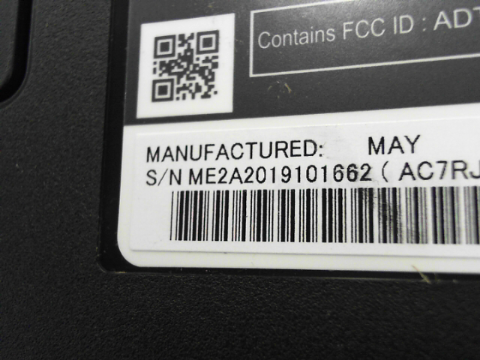 Contains FCC ID : ADT
MANUFACTURED: MAY
S/N ME2A2019101662 ( AC7RJ